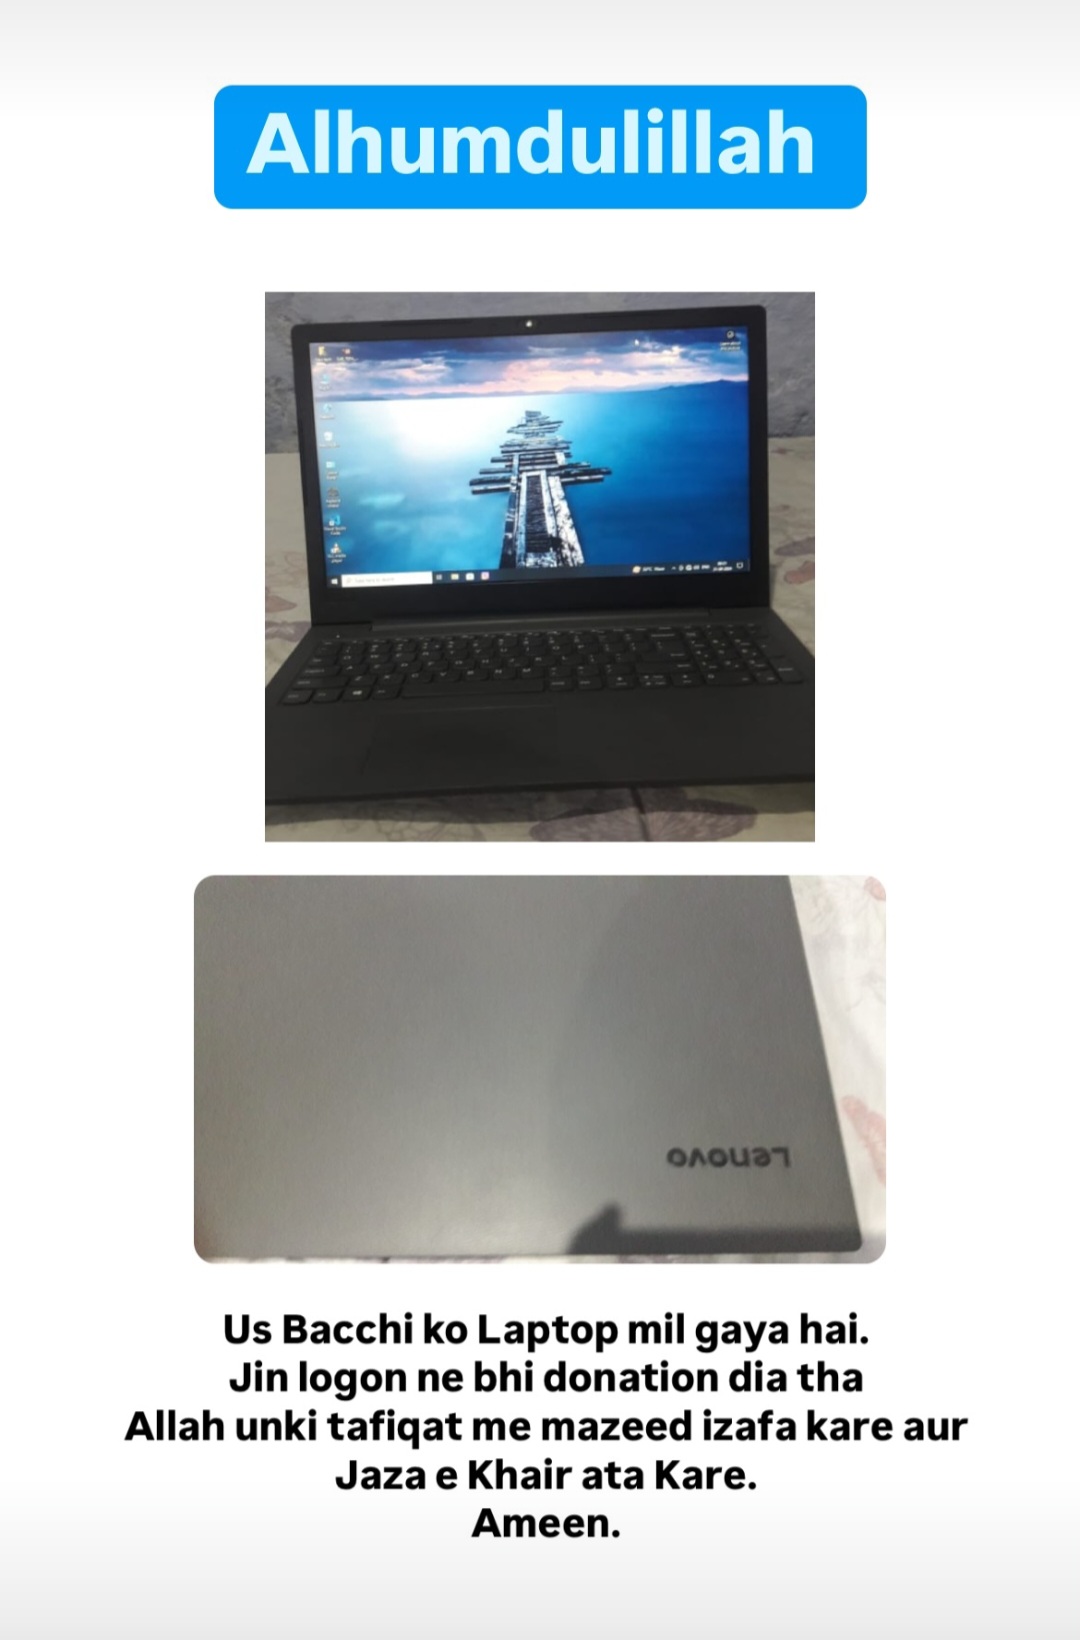 Alhumdulillah
Lenovo
Us Bacchi ko Laptop mil gaya hai.
Jin logon ne bhi donation dia tha
Allah unki tafiqat me mazeed izafa kare aur
Jaza e Khair ata Kare.
Ameen.